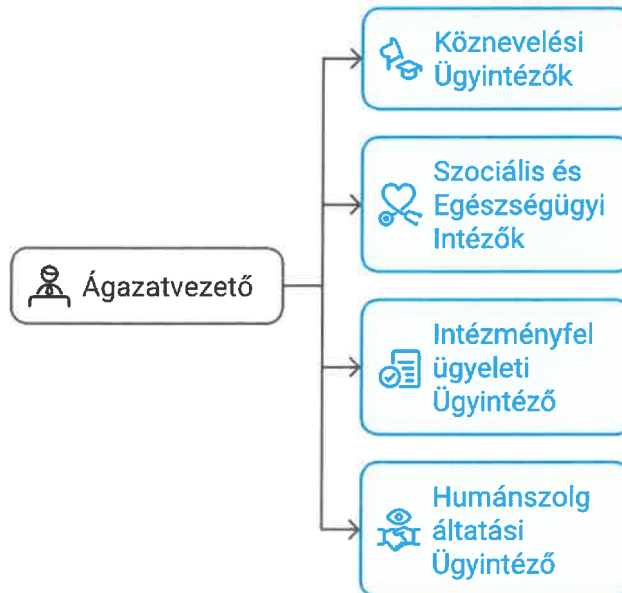 Köznevelési
Ügyintézők
Szociális és
Egészségügyi
Intézők
Ágazatvezető
Intézményfel
ügyeleti
Ügyintéző
Humánszolg
áltatási
Ügyintéző